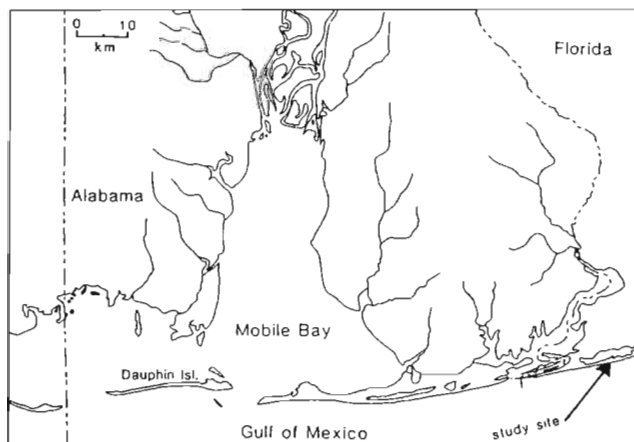 0 10
km
Florida
Alabama
Mobile Bay
Dauphin Isl.
study site
Gulf of Mexico